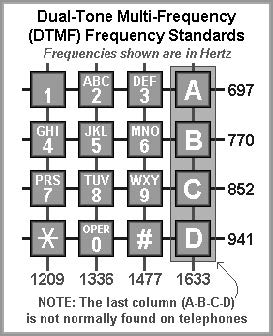 Dual-Tone Multi-Frequency
(DTMF) Frequency Standards
Frequencies shown are in Hertz
ABC DEF
1 2 3 A 697
GHI JKL MNO
4 5 6 B 770
PRS TUV WXY
7 8 9 C 852
OPER
* 0 # D 941
1209 1336 1477 1633
NOTE: The last column (A-B-C-D)
is not normally found on telephones